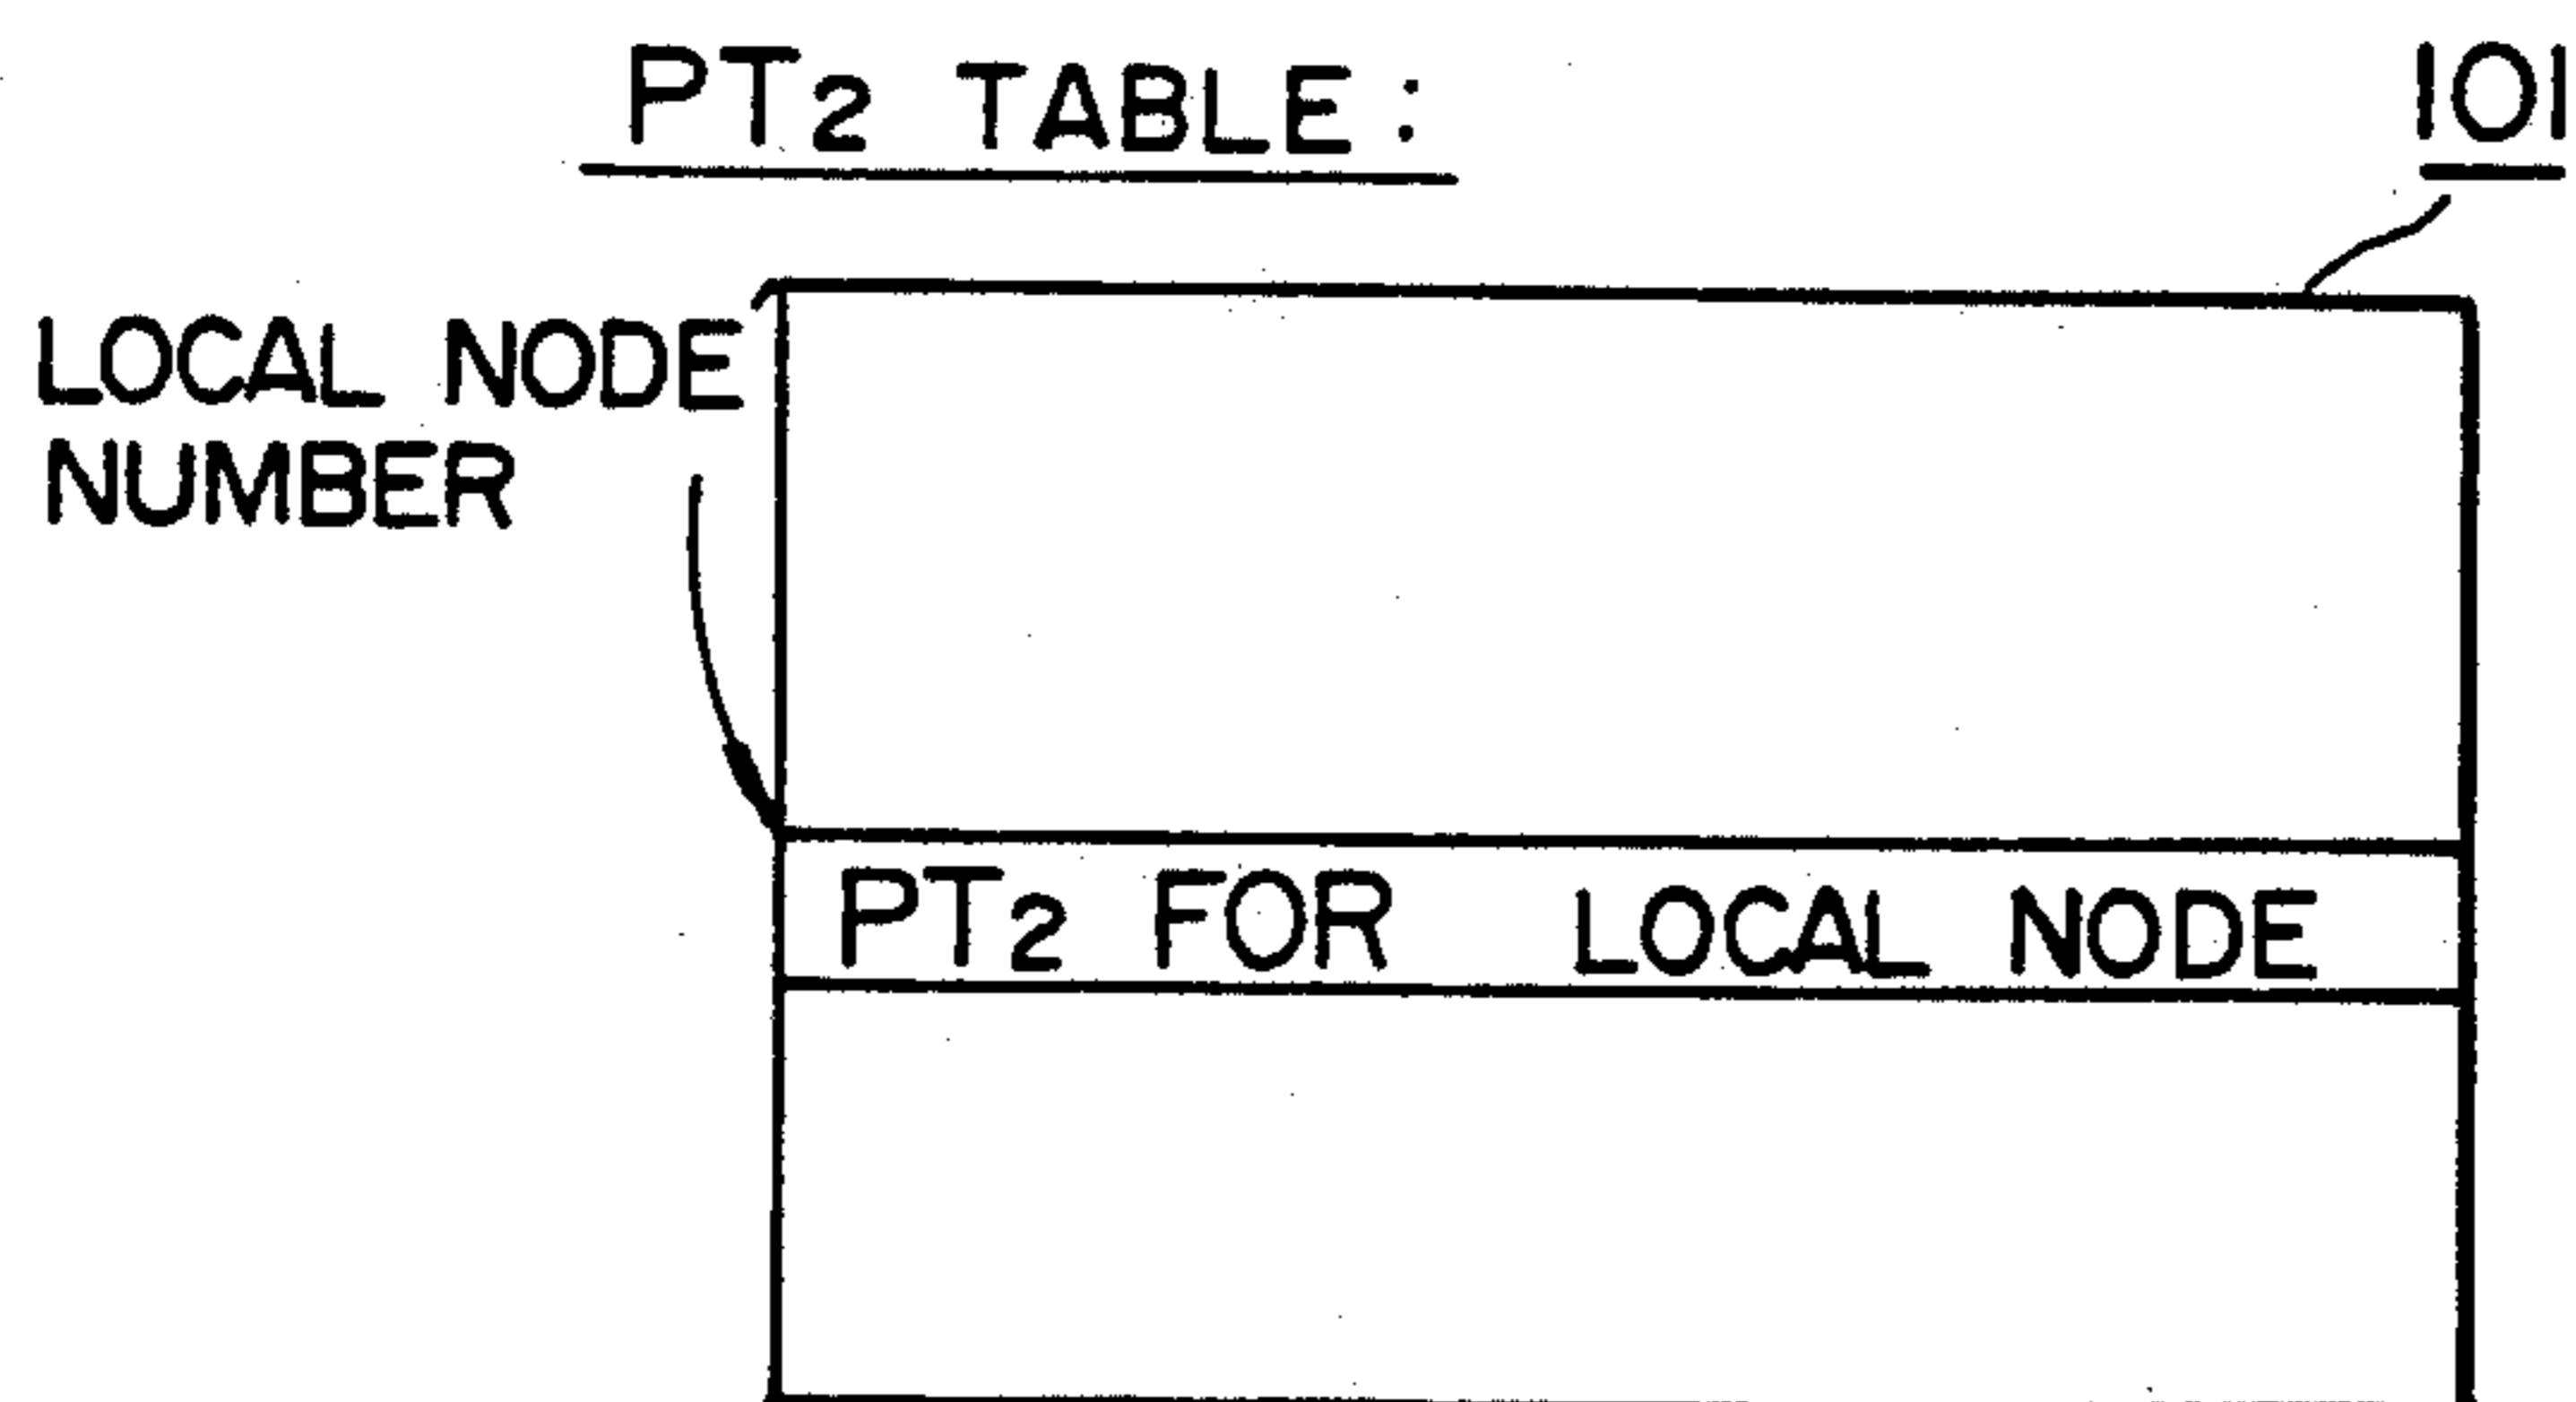 PT2 TABLE:
101
LOCAL NODE
NUMBER
PT2 FOR LOCAL NODE